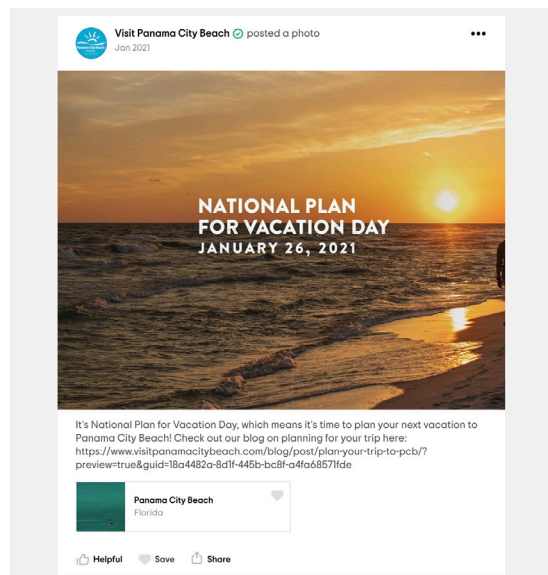 Visit Panama City Beach posted a photo
Jan 2021
NATIONAL PLAN
FOR VACATION DAY
JANUARY 26, 2021
It's National Plan for Vacation Day, which means it's time to plan your next vacation to
Panama City Beach! Check out our blog on planning for your trip here:
https://www.visitpanamacitybeach.com/blog/post/plan-your-trip-to-pcb/?
preview=true&guid=18a4482a-8d1f-445b-bc8f-a4fa68571fde
Panama City Beach
Florida
Helpful Save Share